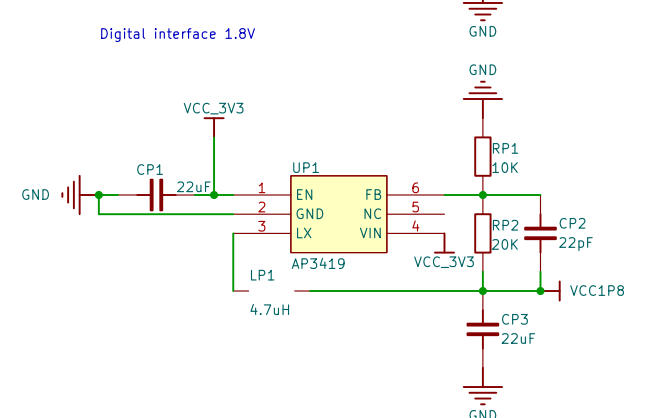 GND
Digital interface 1.8V
GND
VCC_3V3
RP1
10K
CP1
22uF
UP1
GND
1
2
3
EN
GND
LX
FB
NC
VIN
6
5
4
AP3419
VCC_3V3
RP2
20K
CP2
22pF
LP1
4.7uH
VCC1P8
CP3
22uF
GND